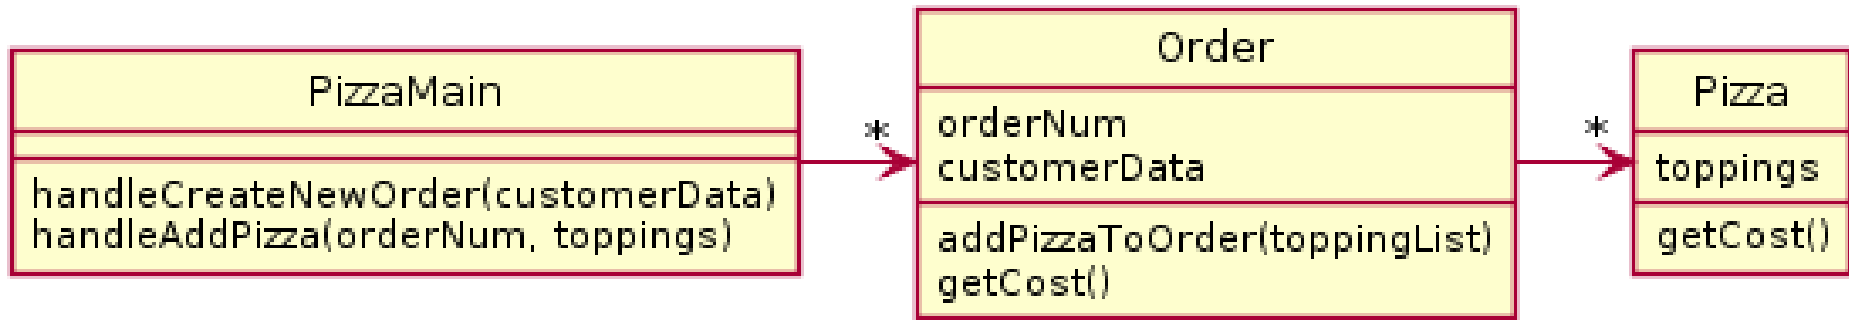 PizzaMain
handleCreateNewOrder(customerData)
handleAddPizza(orderNum, toppings)
*
Order
orderNum
customerData
addPizzaToOrder(toppingList)
getCost()
*
Pizza
toppings
getCost()